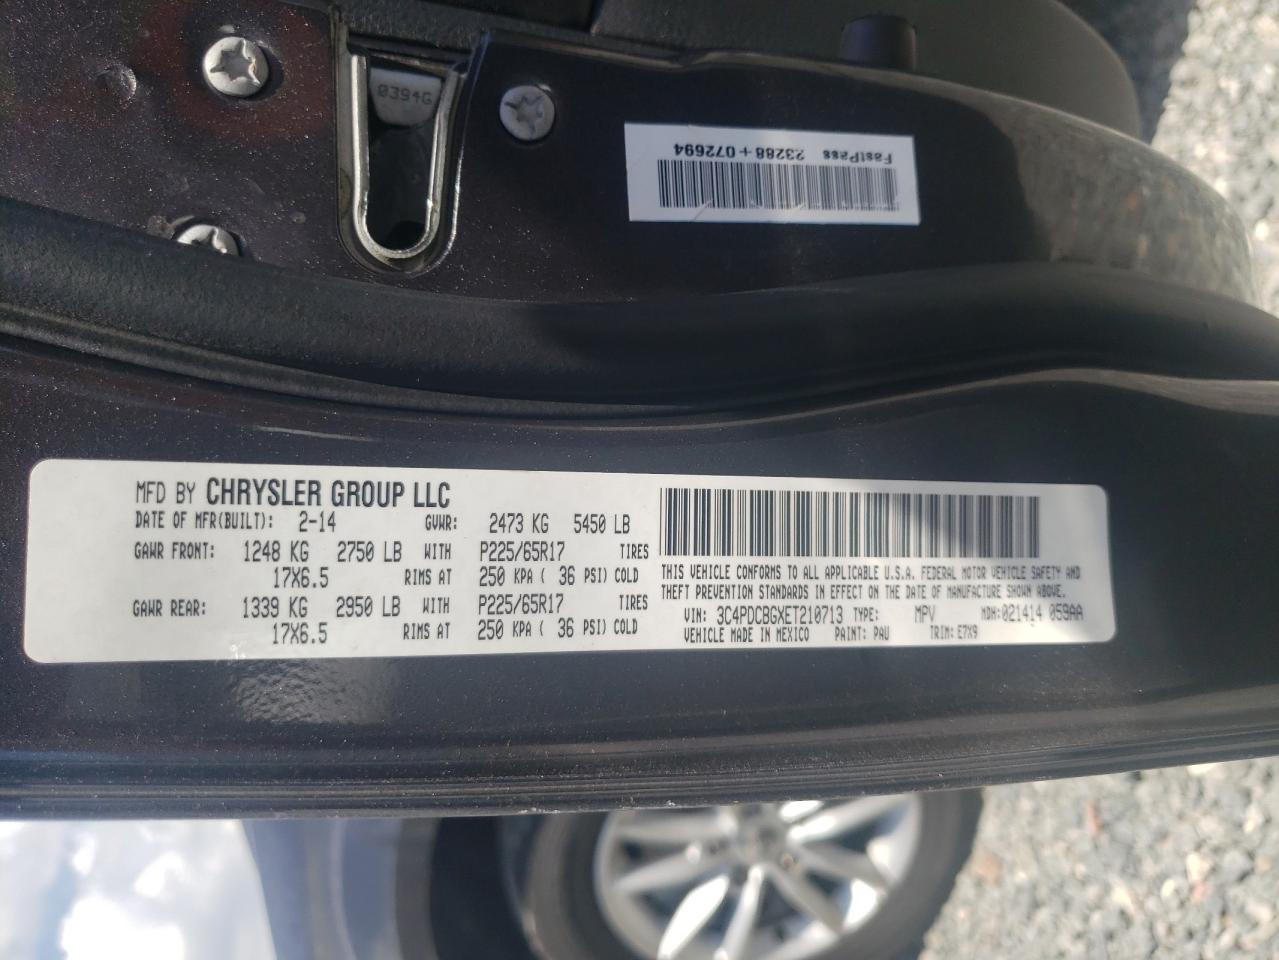 0394G
FastPass 23288+072694
MFD BY CHRYSLER GROUP LLC
DATE OF MFR(BUILT): 2-14 GVWR: 2473 KG 5450 LB
GAWR FRONT: 1248 KG 2750 LB WITH P225/65R17 TIRES
17X6.5 RIMS AT 250 KPA ( 36 PSI) COLD
GAWR REAR: 1339 KG 2950 LB WITH P225/65R17 TIRES
17X6.5 RIMS AT 250 KPA ( 36 PSI) COLD
THIS VEHICLE CONFORMS TO ALL APPLICABLE U.S.A. FEDERAL MOTOR VEHICLE SAFETY AND
THEFT PREVENTION STANDARDS IN EFFECT ON THE DATE OF MANUFACTURE SHOWN ABOVE.
VIN: 3C4PDCBGXET210713 TYPE: MPV MDH: 021414 059AA
VEHICLE MADE IN MEXICO PAINT: PAU TRIM: E7X9